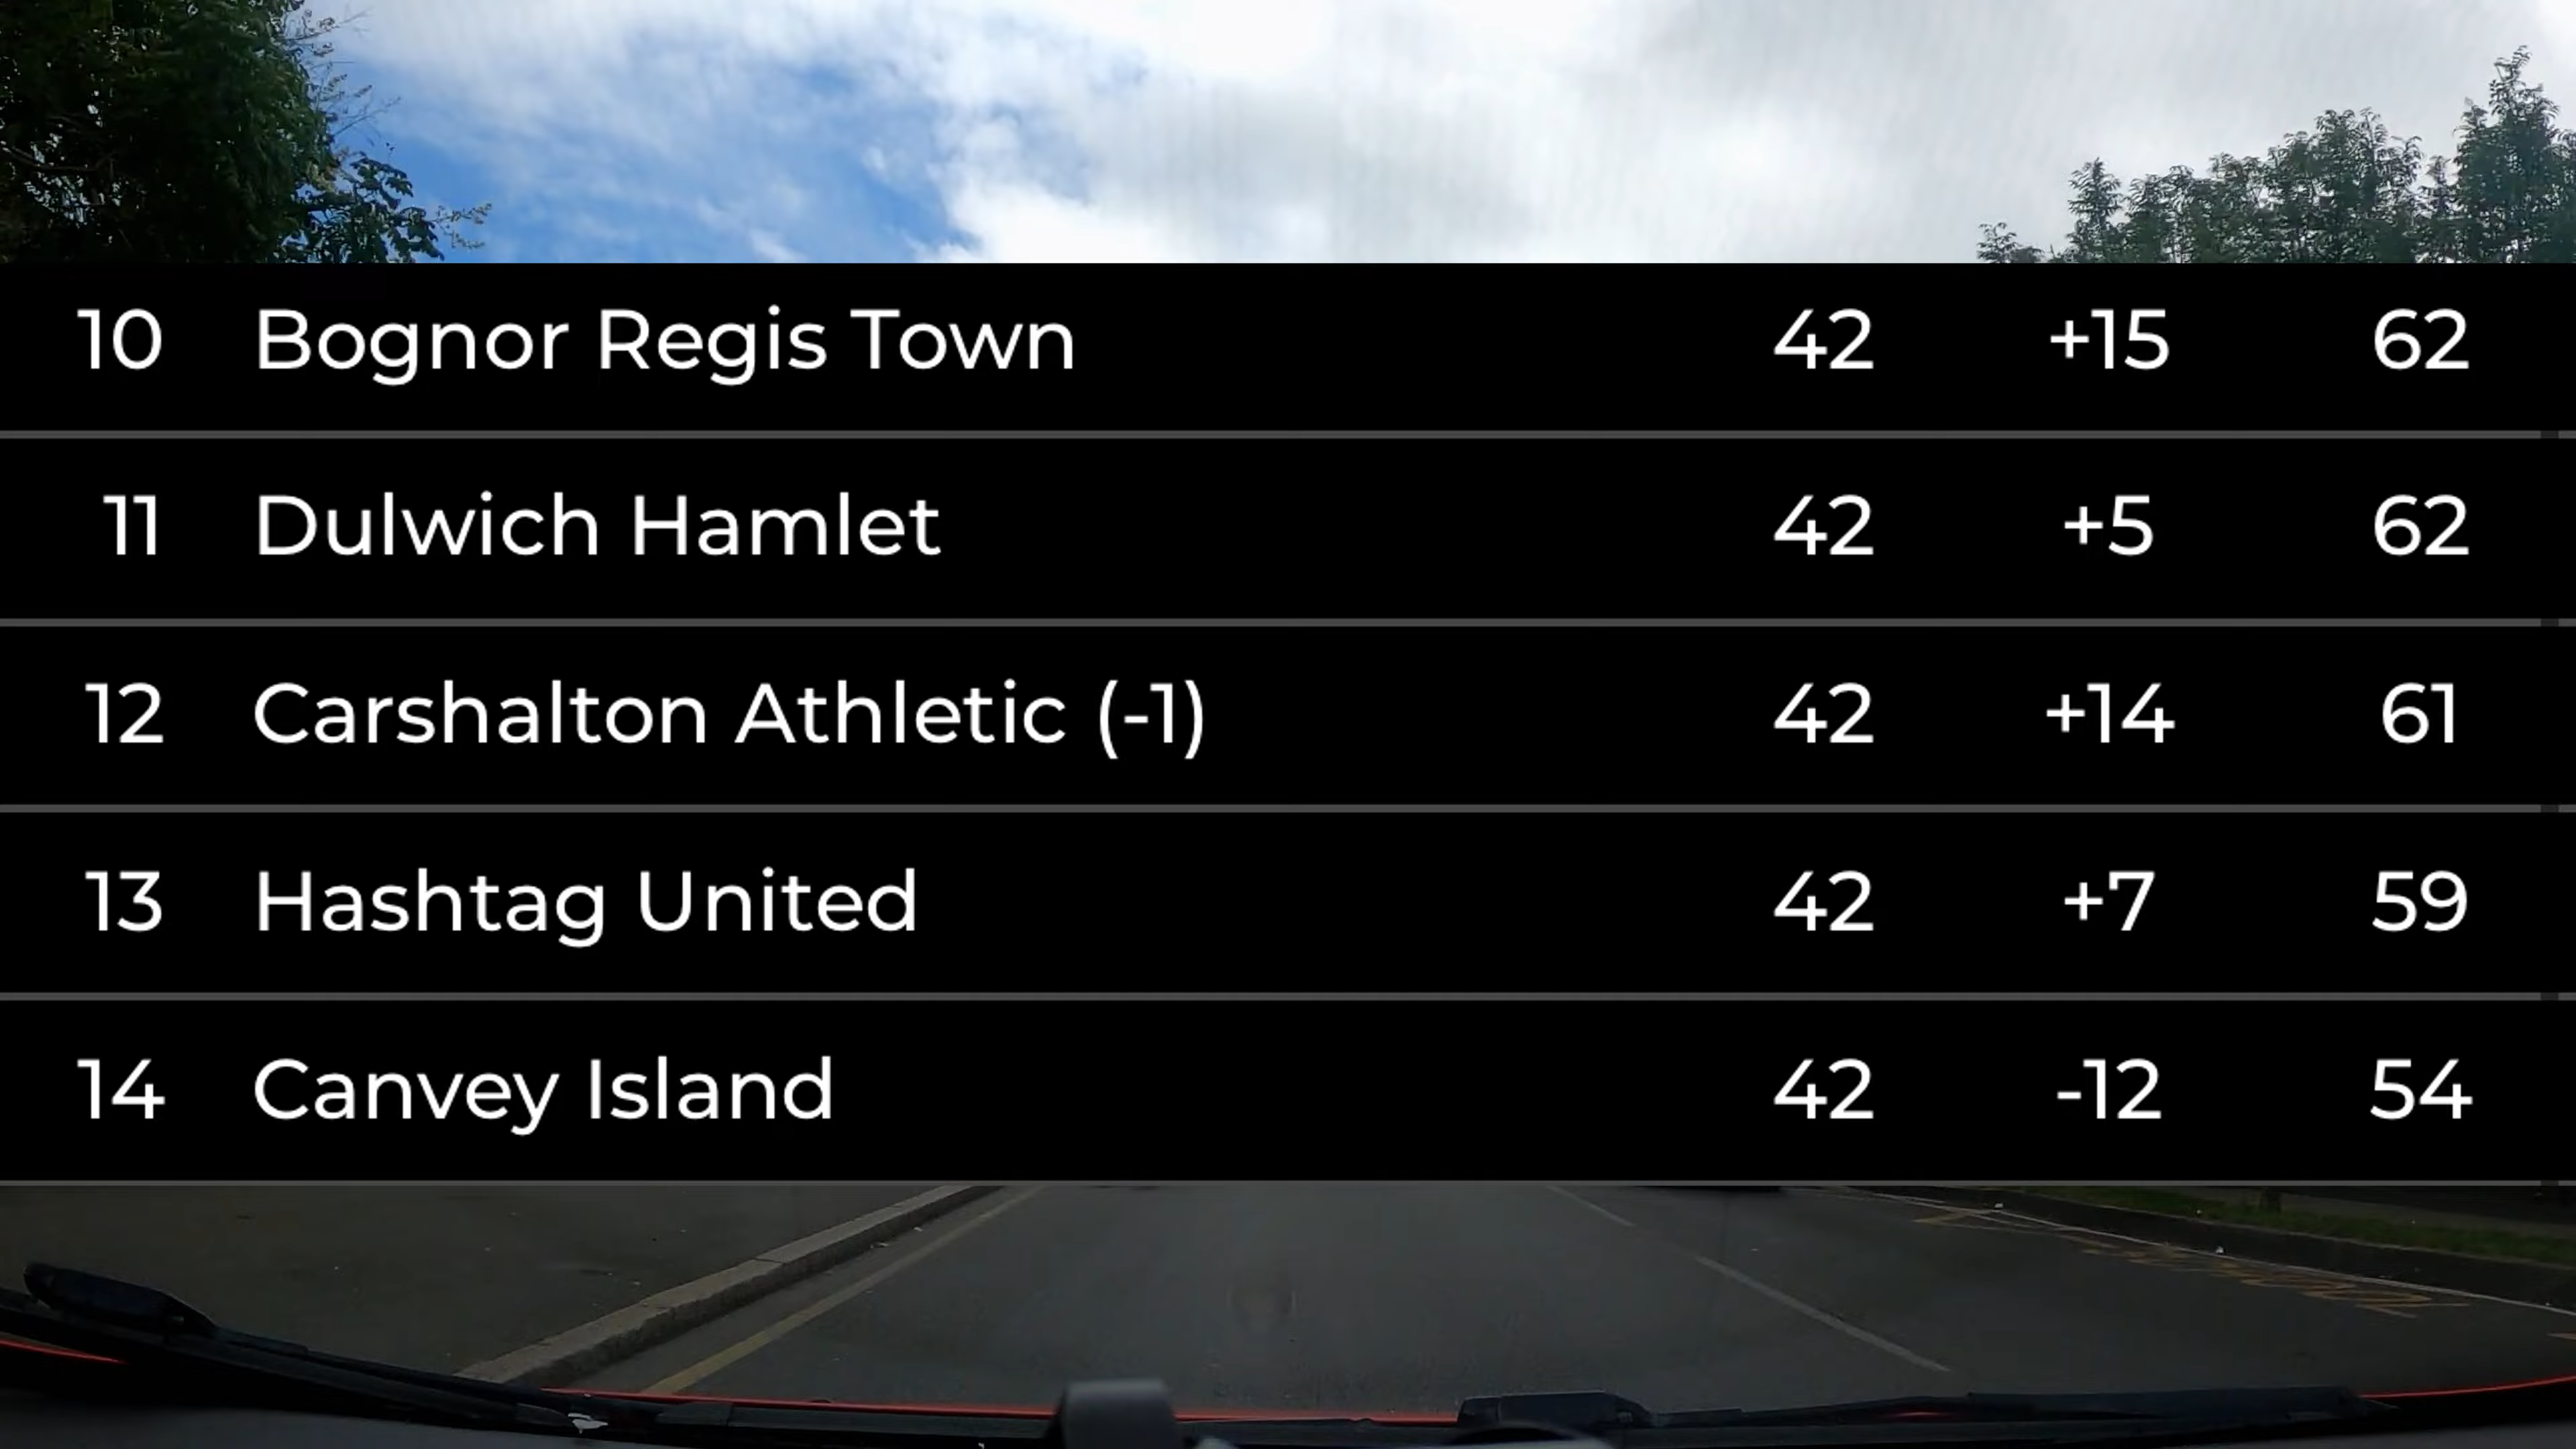 10 Bognor Regis Town 42 +15 62
11 Dulwich Hamlet 42 +5 62
12 Carshalton Athletic (-1) 42 +14 61
13 Hashtag United 42 +7 59
14 Canvey Island 42 -12 54